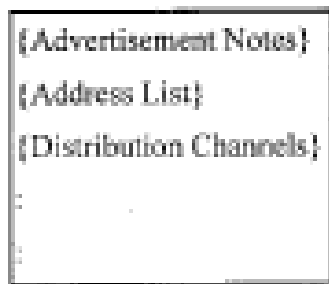 {Advertisement Notes}
{Address List}
{Distribution Channels}
:
: